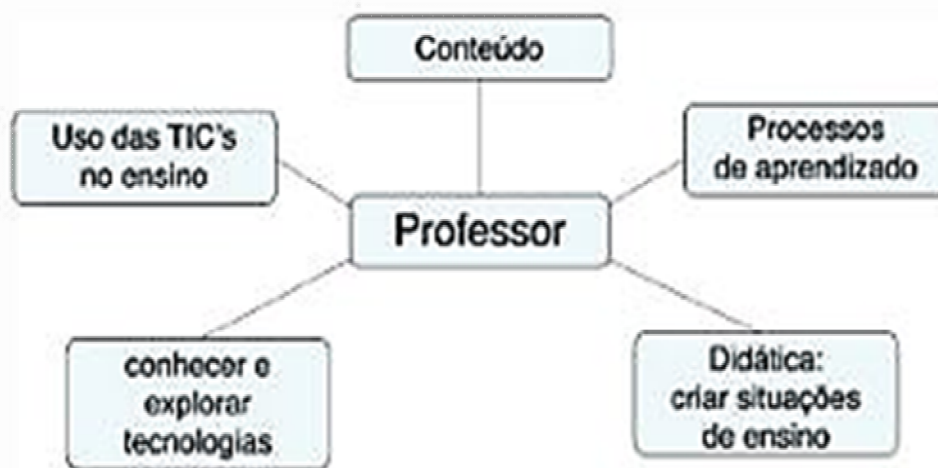 Conteúdo
Uso das TIC's
no ensino
Processos
de aprendizado
Professor
conhecer e
explorar
tecnologias
Didática:
criar situações
de ensino